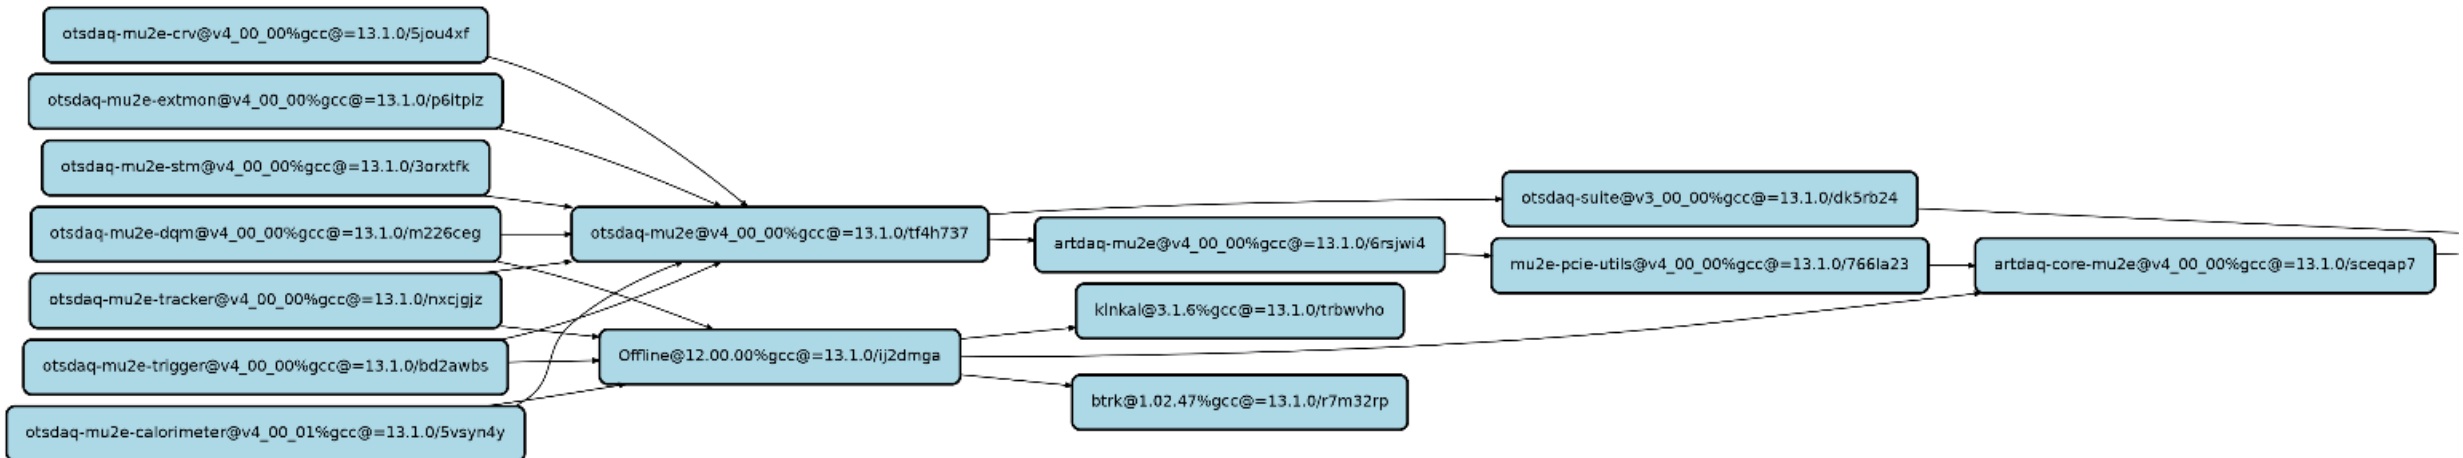 otsdaq-mu2e-crv@v4_00_00%gcc@=13.1.0/5jou4xf
otsdaq-mu2e-extmon@v4_00_00%gcc@=13.1.0/p6itplz
otsdaq-mu2e-stm@v4_00_00%gcc@=13.1.0/3orxtfk
otsdaq-mu2e-dqm@v4_00_00%gcc@=13.1.0/m226ceg
otsdaq-mu2e-tracker@v4_00_00%gcc@=13.1.0/nxcjgjz
otsdaq-mu2e-trigger@v4_00_00%gcc@=13.1.0/bd2awbs
otsdaq-mu2e-calorimeter@v4_00_01%gcc@=13.1.0/5vsyn4y
otsdaq-mu2e@v4_00_00%gcc@=13.1.0/tf4h737
Offline@12.00.00%gcc@=13.1.0/ij2dmga
artdaq-mu2e@v4_00_00%gcc@=13.1.0/6rsjwi4
kinkal@3.1.6%gcc@=13.1.0/trbwvho
btrk@1.02.47%gcc@=13.1.0/r7m32rp
otsdaq-suite@v3_00_00%gcc@=13.1.0/dk5rb24
mu2e-pcie-utils@v4_00_00%gcc@=13.1.0/766la23
artdaq-core-mu2e@v4_00_00%gcc@=13.1.0/sceqap7